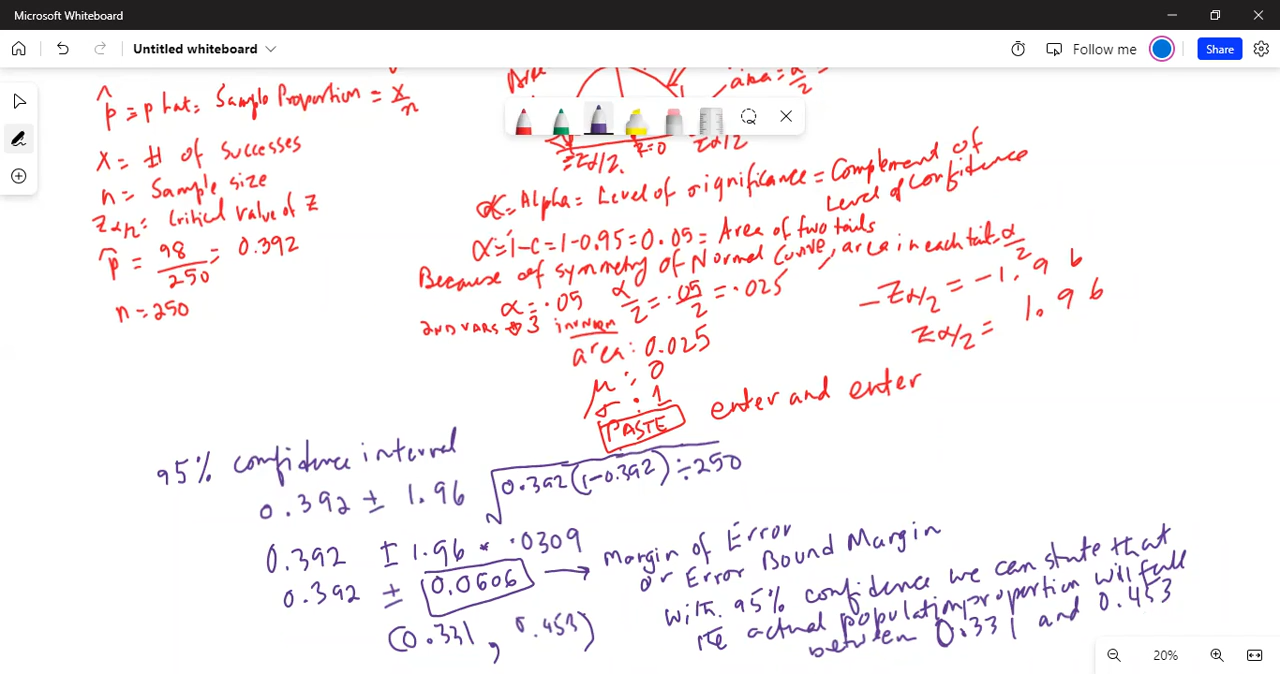 Microsoft Whiteboard
Untitled whiteboard
Follow me
Share
p̂ = p hat = Sample Proportion = x/n
X = # of successes
n = Sample size
Zα/2 = Critical value of Z
p̂ = 98/250 = 0.392
n = 250
Area
area = α/2
-Zα/2
z=0
Zα/2
α = Alpha = Level of significance = Complement of
Level of Confidence
α = 1-c = 1-0.95 = 0.05 = Area of two tails
Because of symmetry of Normal Curve, area in each tail = α/2
α = .05 α/2 = .05/2 = .025
2ND VARS 3 invNorm
area: 0.025
μ: 0
σ: 1
PASTE enter and enter
-Zα/2 = -1.96
Zα/2 = 1.96
95% confidence interval
0.392 ± 1.96 √0.392(1-0.392) ÷ 250
0.392 ± 1.96 * .0309
0.392 ± 0.0606
(0.331, 0.453)
Margin of Error
or Error Bound Margin
With 95% confidence we can state that
the actual population proportion will fall
between 0.331 and 0.453
20%